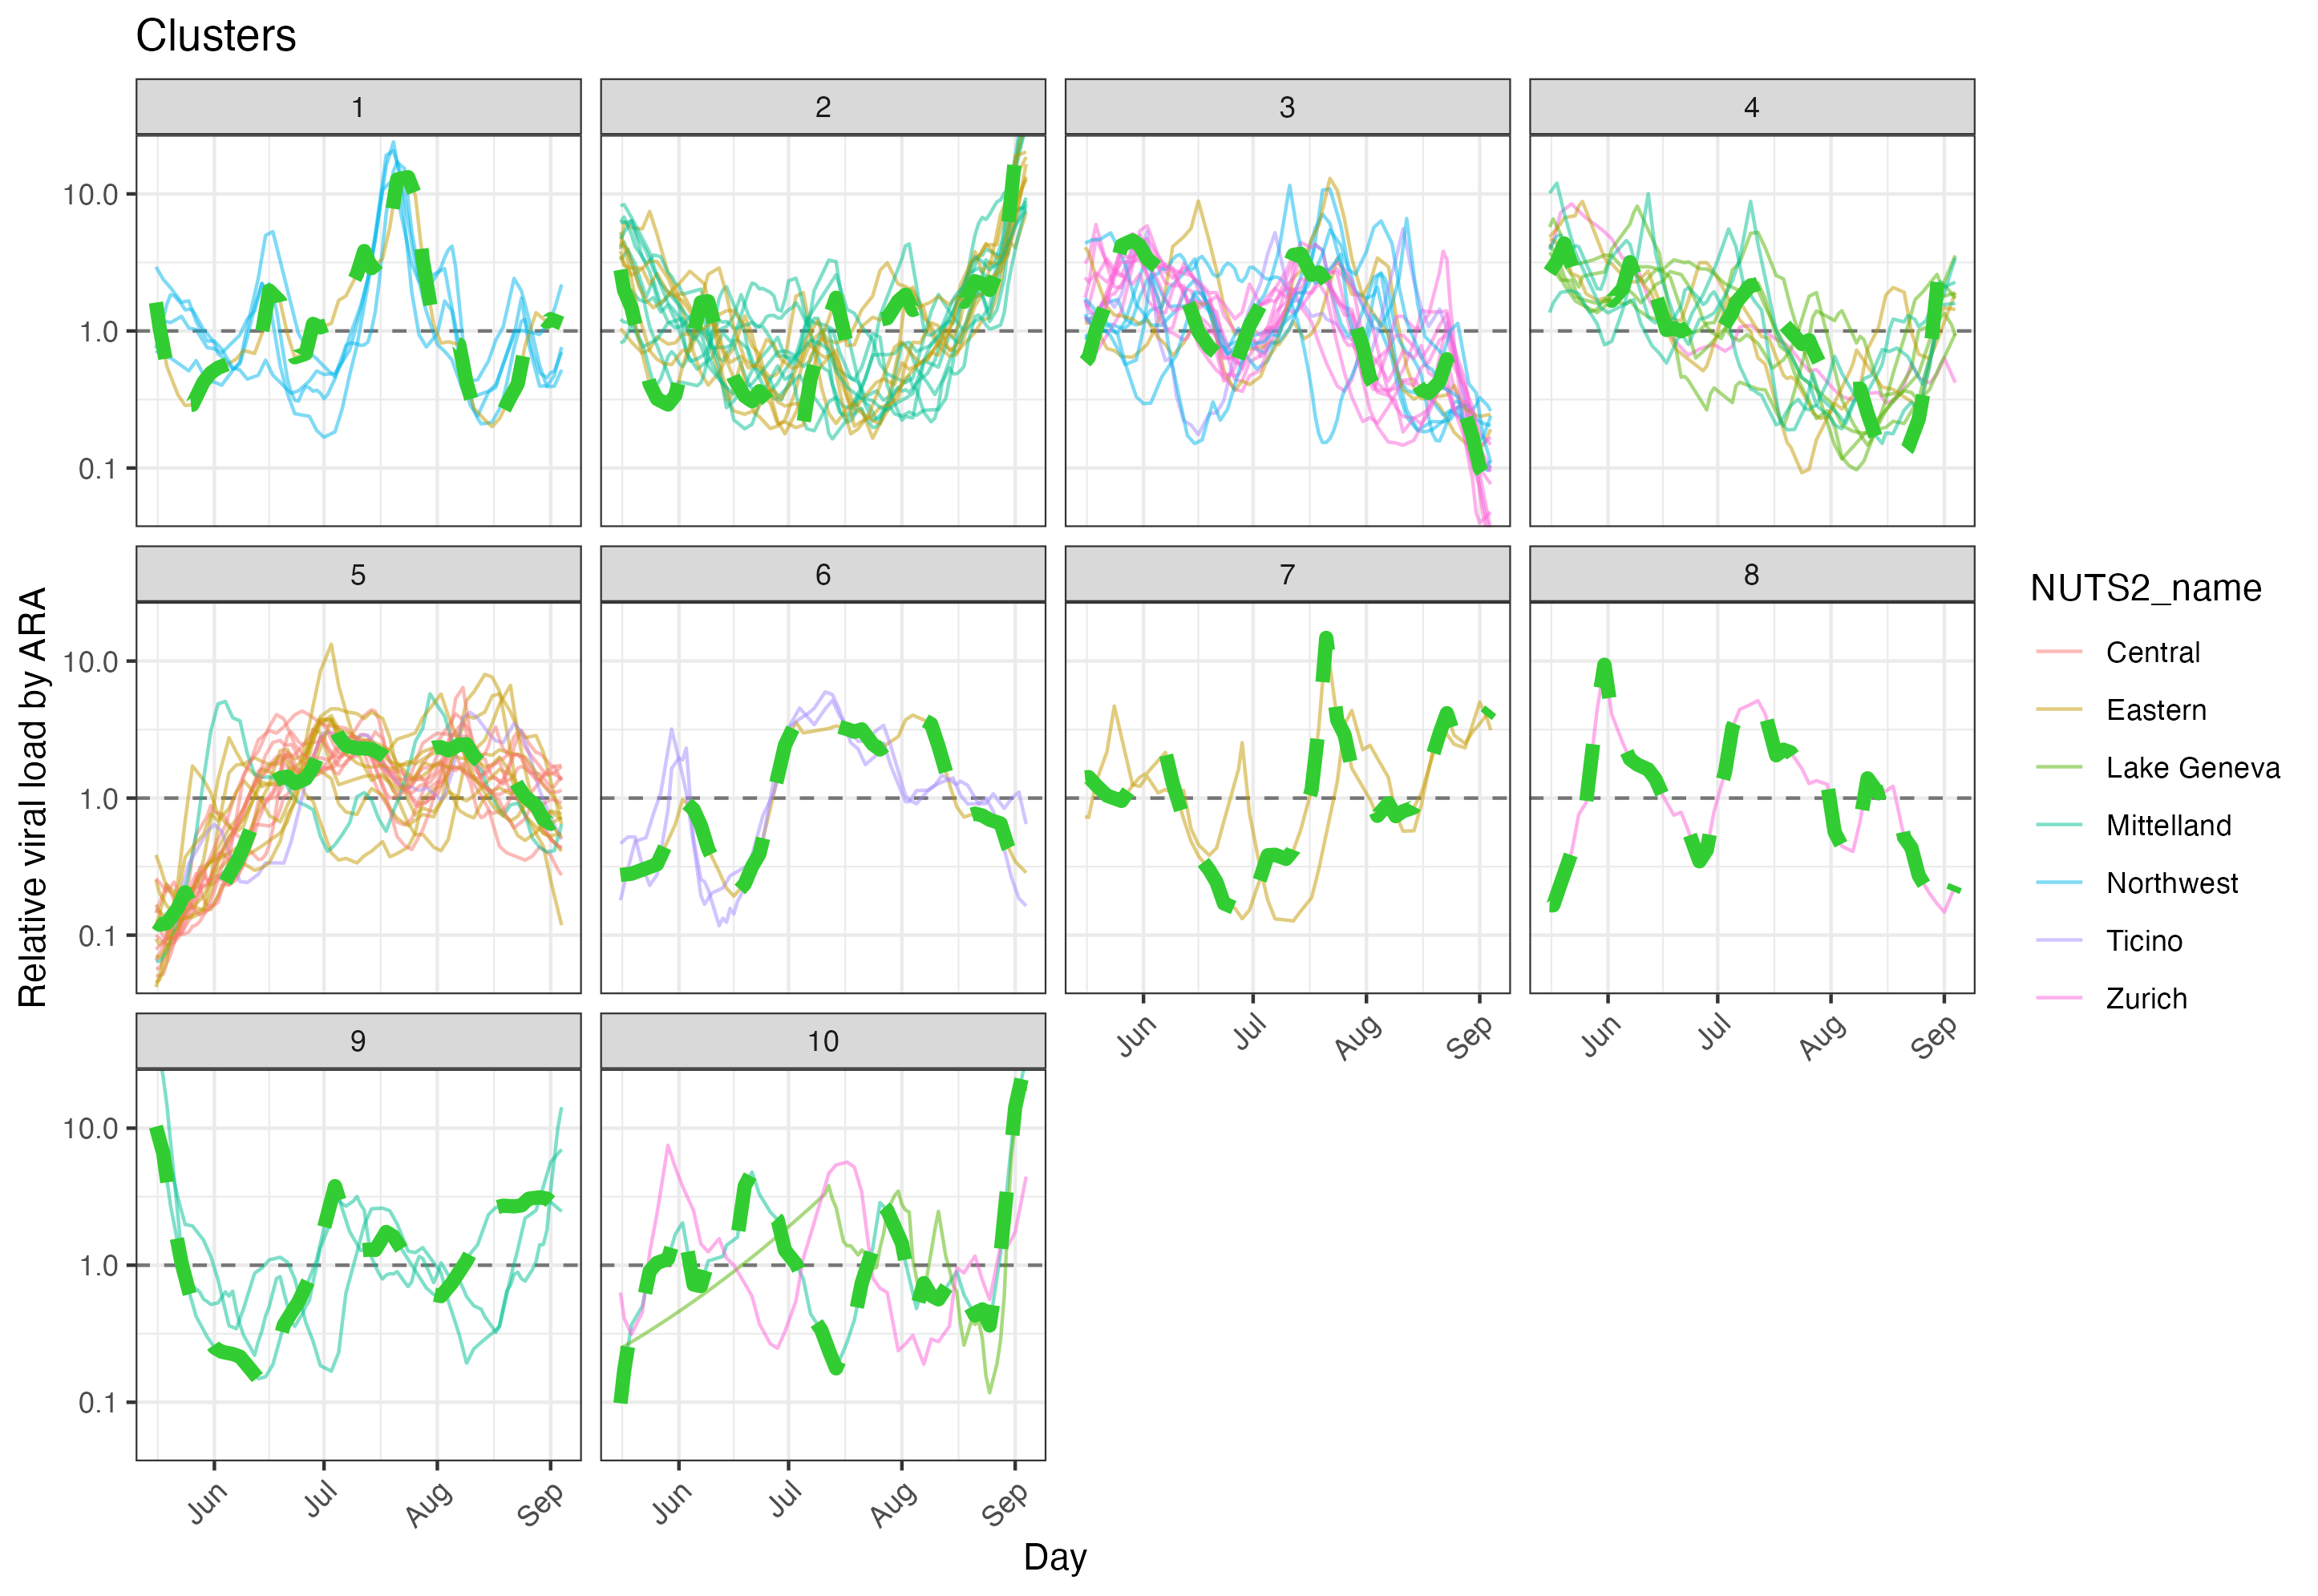 Clusters
1
2
3
4
10.0
1.0
0.1
5
6
7
8
10.0
1.0
0.1
Jun
Jul
Aug
Sep
Jun
Jul
Aug
Sep
9
10
10.0
1.0
0.1
Jun
Jul
Aug
Sep
Jun
Jul
Aug
Sep
Day
Relative viral load by ARA
NUTS2_name
Central
Eastern
Lake Geneva
Mittelland
Northwest
Ticino
Zurich